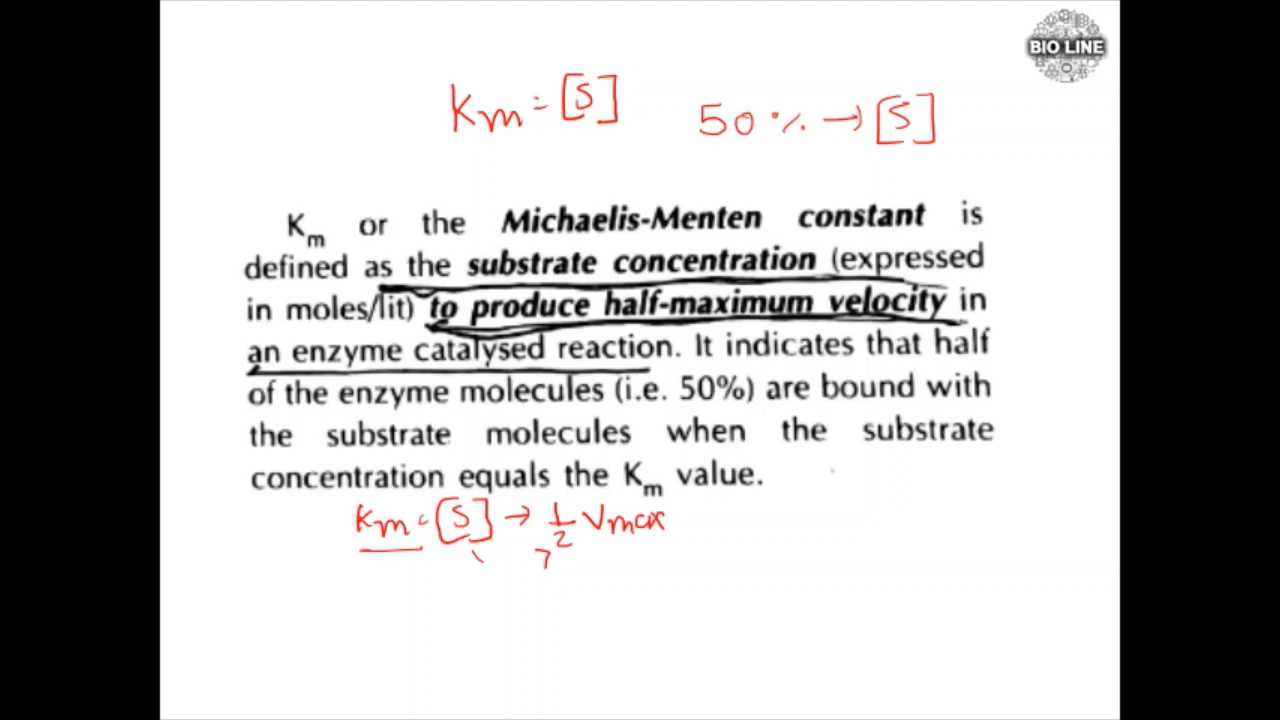 BIO LINE
Km = [S]
50 % → [S]
Km or the Michaelis-Menten constant is
defined as the substrate concentration (expressed
in moles/lit) to produce half-maximum velocity in
an enzyme catalysed reaction. It indicates that half
of the enzyme molecules (i.e. 50%) are bound with
the substrate molecules when the substrate
concentration equals the Km value.
Km = [S] → 1/2 Vmax